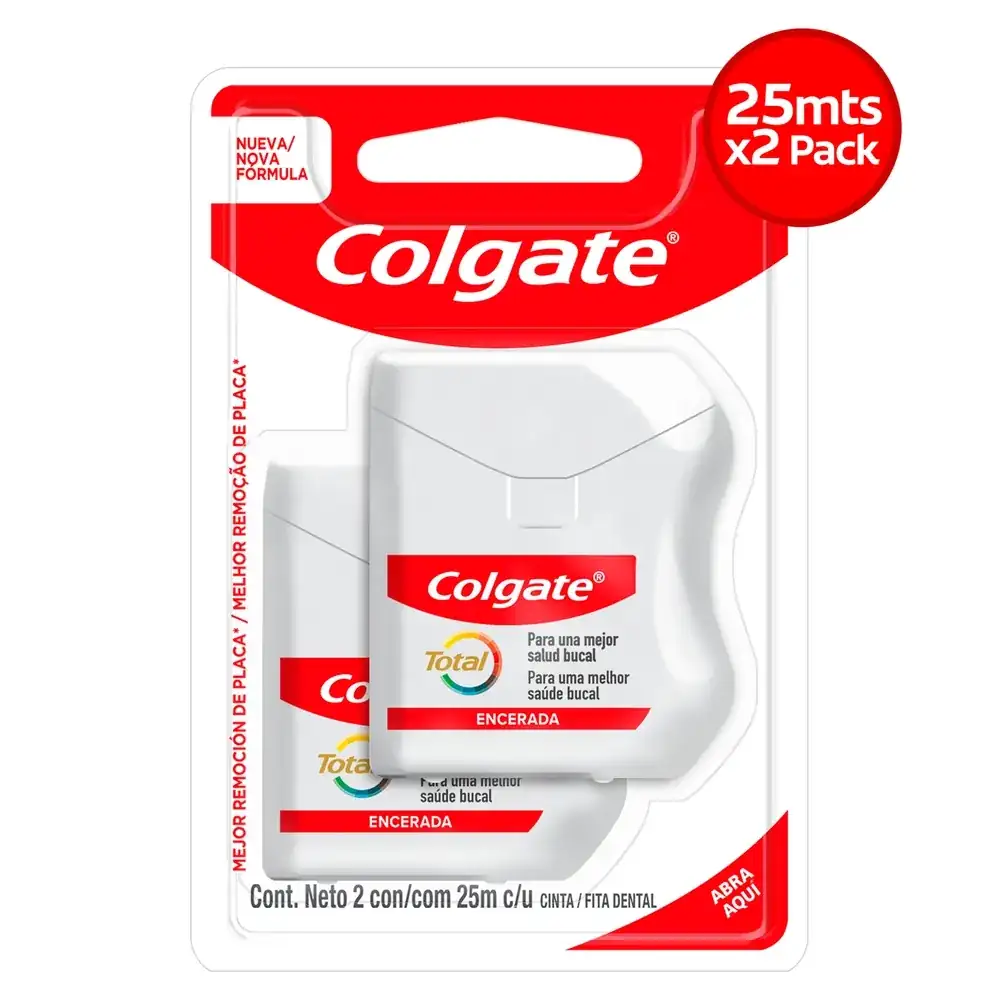 25mts
x2 Pack
NUEVA/
NOVA
FÓRMULA
Colgate®
MEJOR REMOCIÓN DE PLACA* / MELHOR REMOÇÃO DE PLACA*
Colgate®
Total
Para una mejor
salud bucal
Para uma melhor
saúde bucal
ENCERADA
Co
Total
Para uma melhor
saúde bucal
ENCERADA
Cont. Neto 2 con/com 25m c/u CINTA / FITA DENTAL
ABRA
AQUÍ